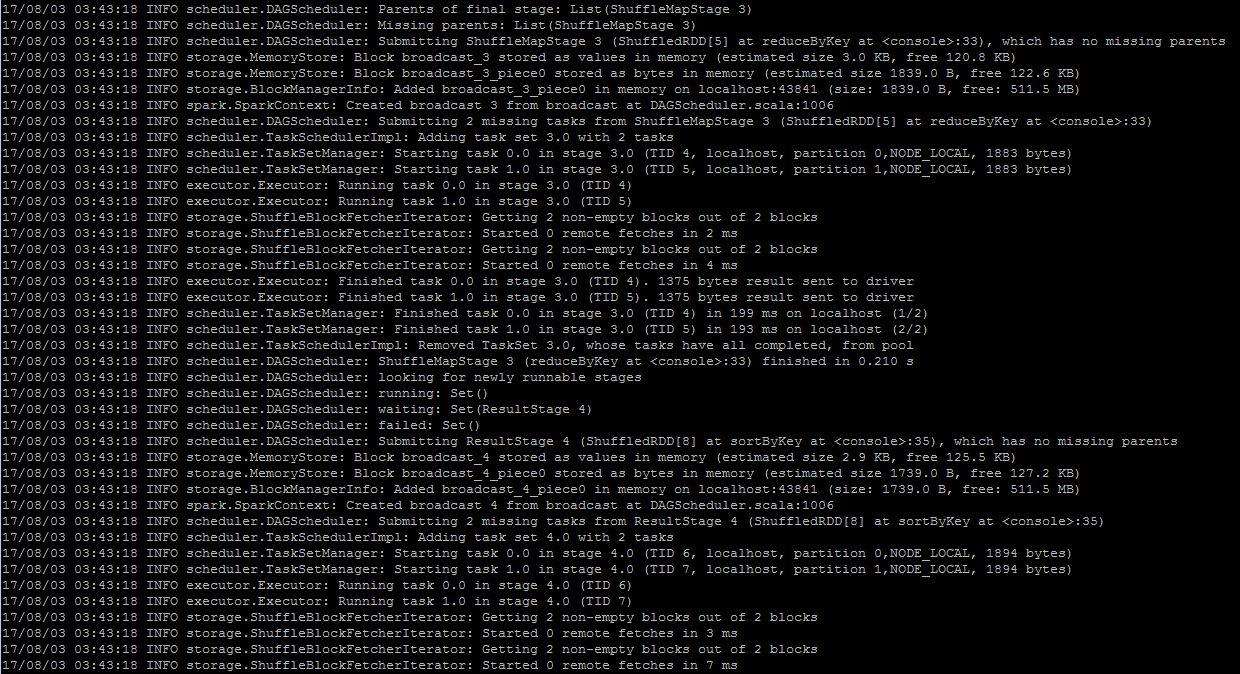 17/08/03 03:43:18 INFO scheduler.DAGScheduler: Parents of final stage: List(ShuffleMapStage 3)
17/08/03 03:43:18 INFO scheduler.DAGScheduler: Missing parents: List(ShuffleMapStage 3)
17/08/03 03:43:18 INFO scheduler.DAGScheduler: Submitting ShuffleMapStage 3 (ShuffledRDD[5] at reduceByKey at <console>:33), which has no missing parents
17/08/03 03:43:18 INFO storage.MemoryStore: Block broadcast_3 stored as values in memory (estimated size 3.0 KB, free 120.8 KB)
17/08/03 03:43:18 INFO storage.MemoryStore: Block broadcast_3_piece0 stored as bytes in memory (estimated size 1839.0 B, free 122.6 KB)
17/08/03 03:43:18 INFO storage.BlockManagerInfo: Added broadcast_3_piece0 in memory on localhost:43841 (size: 1839.0 B, free: 511.5 MB)
17/08/03 03:43:18 INFO spark.SparkContext: Created broadcast 3 from broadcast at DAGScheduler.scala:1006
17/08/03 03:43:18 INFO scheduler.DAGScheduler: Submitting 2 missing tasks from ShuffleMapStage 3 (ShuffledRDD[5] at reduceByKey at <console>:33)
17/08/03 03:43:18 INFO scheduler.TaskSchedulerImpl: Adding task set 3.0 with 2 tasks
17/08/03 03:43:18 INFO scheduler.TaskSetManager: Starting task 0.0 in stage 3.0 (TID 4, localhost, partition 0,NODE_LOCAL, 1883 bytes)
17/08/03 03:43:18 INFO scheduler.TaskSetManager: Starting task 1.0 in stage 3.0 (TID 5, localhost, partition 1,NODE_LOCAL, 1883 bytes)
17/08/03 03:43:18 INFO executor.Executor: Running task 0.0 in stage 3.0 (TID 4)
17/08/03 03:43:18 INFO executor.Executor: Running task 1.0 in stage 3.0 (TID 5)
17/08/03 03:43:18 INFO storage.ShuffleBlockFetcherIterator: Getting 2 non-empty blocks out of 2 blocks
17/08/03 03:43:18 INFO storage.ShuffleBlockFetcherIterator: Started 0 remote fetches in 2 ms
17/08/03 03:43:18 INFO storage.ShuffleBlockFetcherIterator: Getting 2 non-empty blocks out of 2 blocks
17/08/03 03:43:18 INFO storage.ShuffleBlockFetcherIterator: Started 0 remote fetches in 4 ms
17/08/03 03:43:18 INFO executor.Executor: Finished task 0.0 in stage 3.0 (TID 4). 1375 bytes result sent to driver
17/08/03 03:43:18 INFO executor.Executor: Finished task 1.0 in stage 3.0 (TID 5). 1375 bytes result sent to driver
17/08/03 03:43:18 INFO scheduler.TaskSetManager: Finished task 0.0 in stage 3.0 (TID 4) in 199 ms on localhost (1/2)
17/08/03 03:43:18 INFO scheduler.TaskSetManager: Finished task 1.0 in stage 3.0 (TID 5) in 193 ms on localhost (2/2)
17/08/03 03:43:18 INFO scheduler.TaskSchedulerImpl: Removed TaskSet 3.0, whose tasks have all completed, from pool
17/08/03 03:43:18 INFO scheduler.DAGScheduler: ShuffleMapStage 3 (reduceByKey at <console>:33) finished in 0.210 s
17/08/03 03:43:18 INFO scheduler.DAGScheduler: looking for newly runnable stages
17/08/03 03:43:18 INFO scheduler.DAGScheduler: running: Set()
17/08/03 03:43:18 INFO scheduler.DAGScheduler: waiting: Set(ResultStage 4)
17/08/03 03:43:18 INFO scheduler.DAGScheduler: failed: Set()
17/08/03 03:43:18 INFO scheduler.DAGScheduler: Submitting ResultStage 4 (ShuffledRDD[8] at sortByKey at <console>:35), which has no missing parents
17/08/03 03:43:18 INFO storage.MemoryStore: Block broadcast_4 stored as values in memory (estimated size 2.9 KB, free 125.5 KB)
17/08/03 03:43:18 INFO storage.MemoryStore: Block broadcast_4_piece0 stored as bytes in memory (estimated size 1739.0 B, free 127.2 KB)
17/08/03 03:43:18 INFO storage.BlockManagerInfo: Added broadcast_4_piece0 in memory on localhost:43841 (size: 1739.0 B, free: 511.5 MB)
17/08/03 03:43:18 INFO spark.SparkContext: Created broadcast 4 from broadcast at DAGScheduler.scala:1006
17/08/03 03:43:18 INFO scheduler.DAGScheduler: Submitting 2 missing tasks from ResultStage 4 (ShuffledRDD[8] at sortByKey at <console>:35)
17/08/03 03:43:18 INFO scheduler.TaskSchedulerImpl: Adding task set 4.0 with 2 tasks
17/08/03 03:43:18 INFO scheduler.TaskSetManager: Starting task 0.0 in stage 4.0 (TID 6, localhost, partition 0,NODE_LOCAL, 1894 bytes)
17/08/03 03:43:18 INFO scheduler.TaskSetManager: Starting task 1.0 in stage 4.0 (TID 7, localhost, partition 1,NODE_LOCAL, 1894 bytes)
17/08/03 03:43:18 INFO executor.Executor: Running task 0.0 in stage 4.0 (TID 6)
17/08/03 03:43:18 INFO executor.Executor: Running task 1.0 in stage 4.0 (TID 7)
17/08/03 03:43:18 INFO storage.ShuffleBlockFetcherIterator: Getting 2 non-empty blocks out of 2 blocks
17/08/03 03:43:18 INFO storage.ShuffleBlockFetcherIterator: Started 0 remote fetches in 3 ms
17/08/03 03:43:18 INFO storage.ShuffleBlockFetcherIterator: Getting 2 non-empty blocks out of 2 blocks
17/08/03 03:43:18 INFO storage.ShuffleBlockFetcherIterator: Started 0 remote fetches in 7 ms